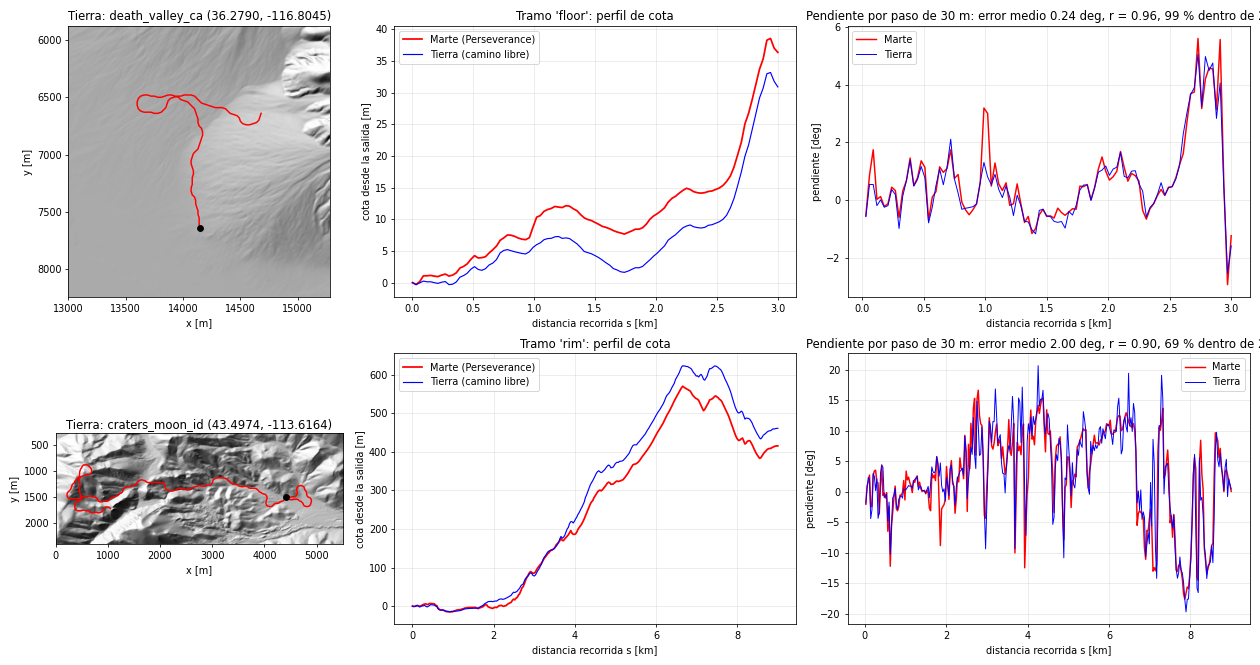 Tierra: death_valley_ca (36.2790, -116.8045)
6000
6500
7000
7500
8000
y [m]
13000 13500 14000 14500 15000
x [m]
Tramo 'floor': perfil de cota
Marte (Perseverance)
Tierra (camino libre)
40
35
30
25
20
15
10
5
0
cota desde la salida [m]
0.0 0.5 1.0 1.5 2.0 2.5 3.0
distancia recorrida s [km]
Pendiente por paso de 30 m: error medio 0.24 deg, r = 0.96, 99 % dentro de
Marte
Tierra
6
4
2
0
−2
pendiente [deg]
0.0 0.5 1.0 1.5 2.0 2.5 3.0
distancia recorrida s [km]
Tierra: craters_moon_id (43.4974, -113.6164)
500
1000
1500
2000
y [m]
0 1000 2000 3000 4000 5000
x [m]
Tramo 'rim': perfil de cota
Marte (Perseverance)
Tierra (camino libre)
600
500
400
300
200
100
0
cota desde la salida [m]
0 2 4 6 8
distancia recorrida s [km]
Pendiente por paso de 30 m: error medio 2.00 deg, r = 0.90, 69 % dentro de
Marte
Tierra
20
15
10
5
0
−5
−10
−15
−20
pendiente [deg]
0 2 4 6 8
distancia recorrida s [km]